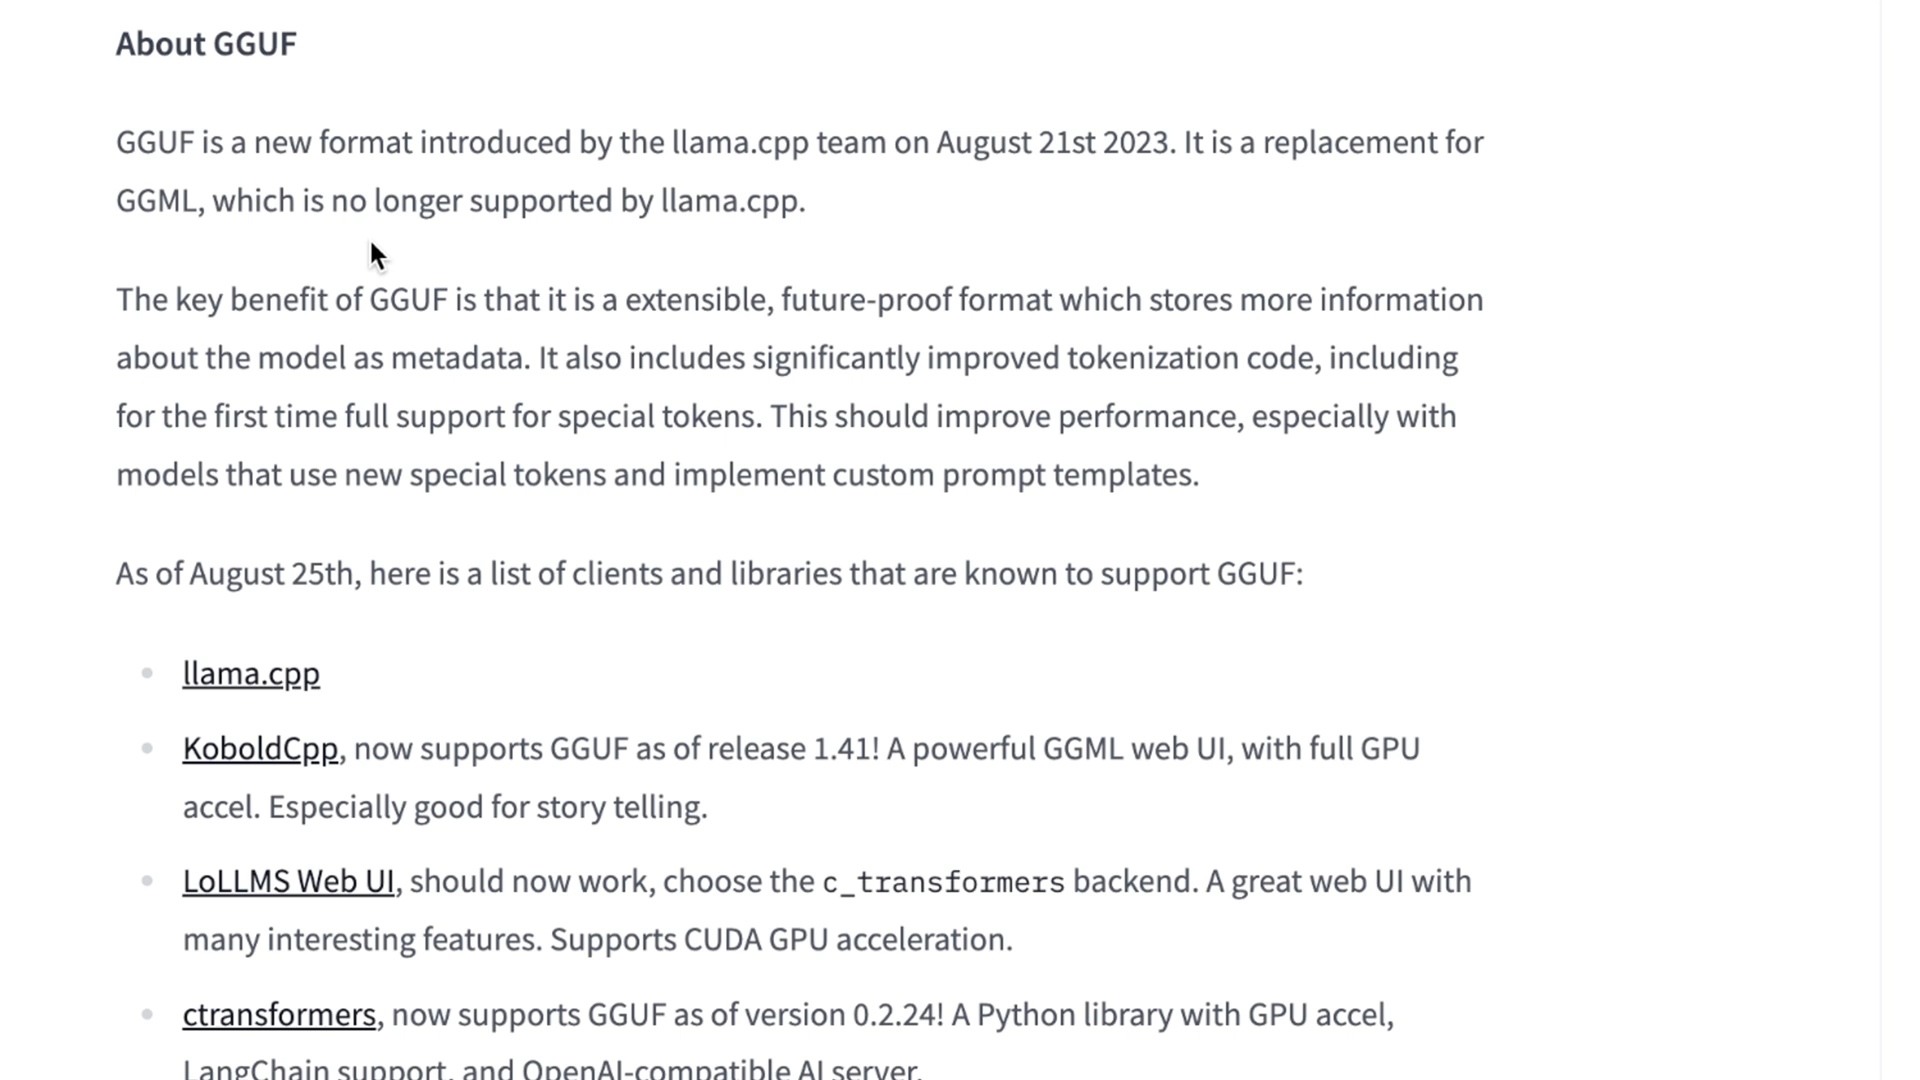 About GGUF
GGUF is a new format introduced by the llama.cpp team on August 21st 2023. It is a replacement for
GGML, which is no longer supported by llama.cpp.
The key benefit of GGUF is that it is a extensible, future-proof format which stores more information
about the model as metadata. It also includes significantly improved tokenization code, including
for the first time full support for special tokens. This should improve performance, especially with
models that use new special tokens and implement custom prompt templates.
As of August 25th, here is a list of clients and libraries that are known to support GGUF:
llama.cpp
KoboldCpp, now supports GGUF as of release 1.41! A powerful GGML web UI, with full GPU
accel. Especially good for story telling.
LoLLMS Web UI, should now work, choose the c_transformers backend. A great web UI with
many interesting features. Supports CUDA GPU acceleration.
ctransformers, now supports GGUF as of version 0.2.24! A Python library with GPU accel,
LangChain support, and OpenAI-compatible AI server.